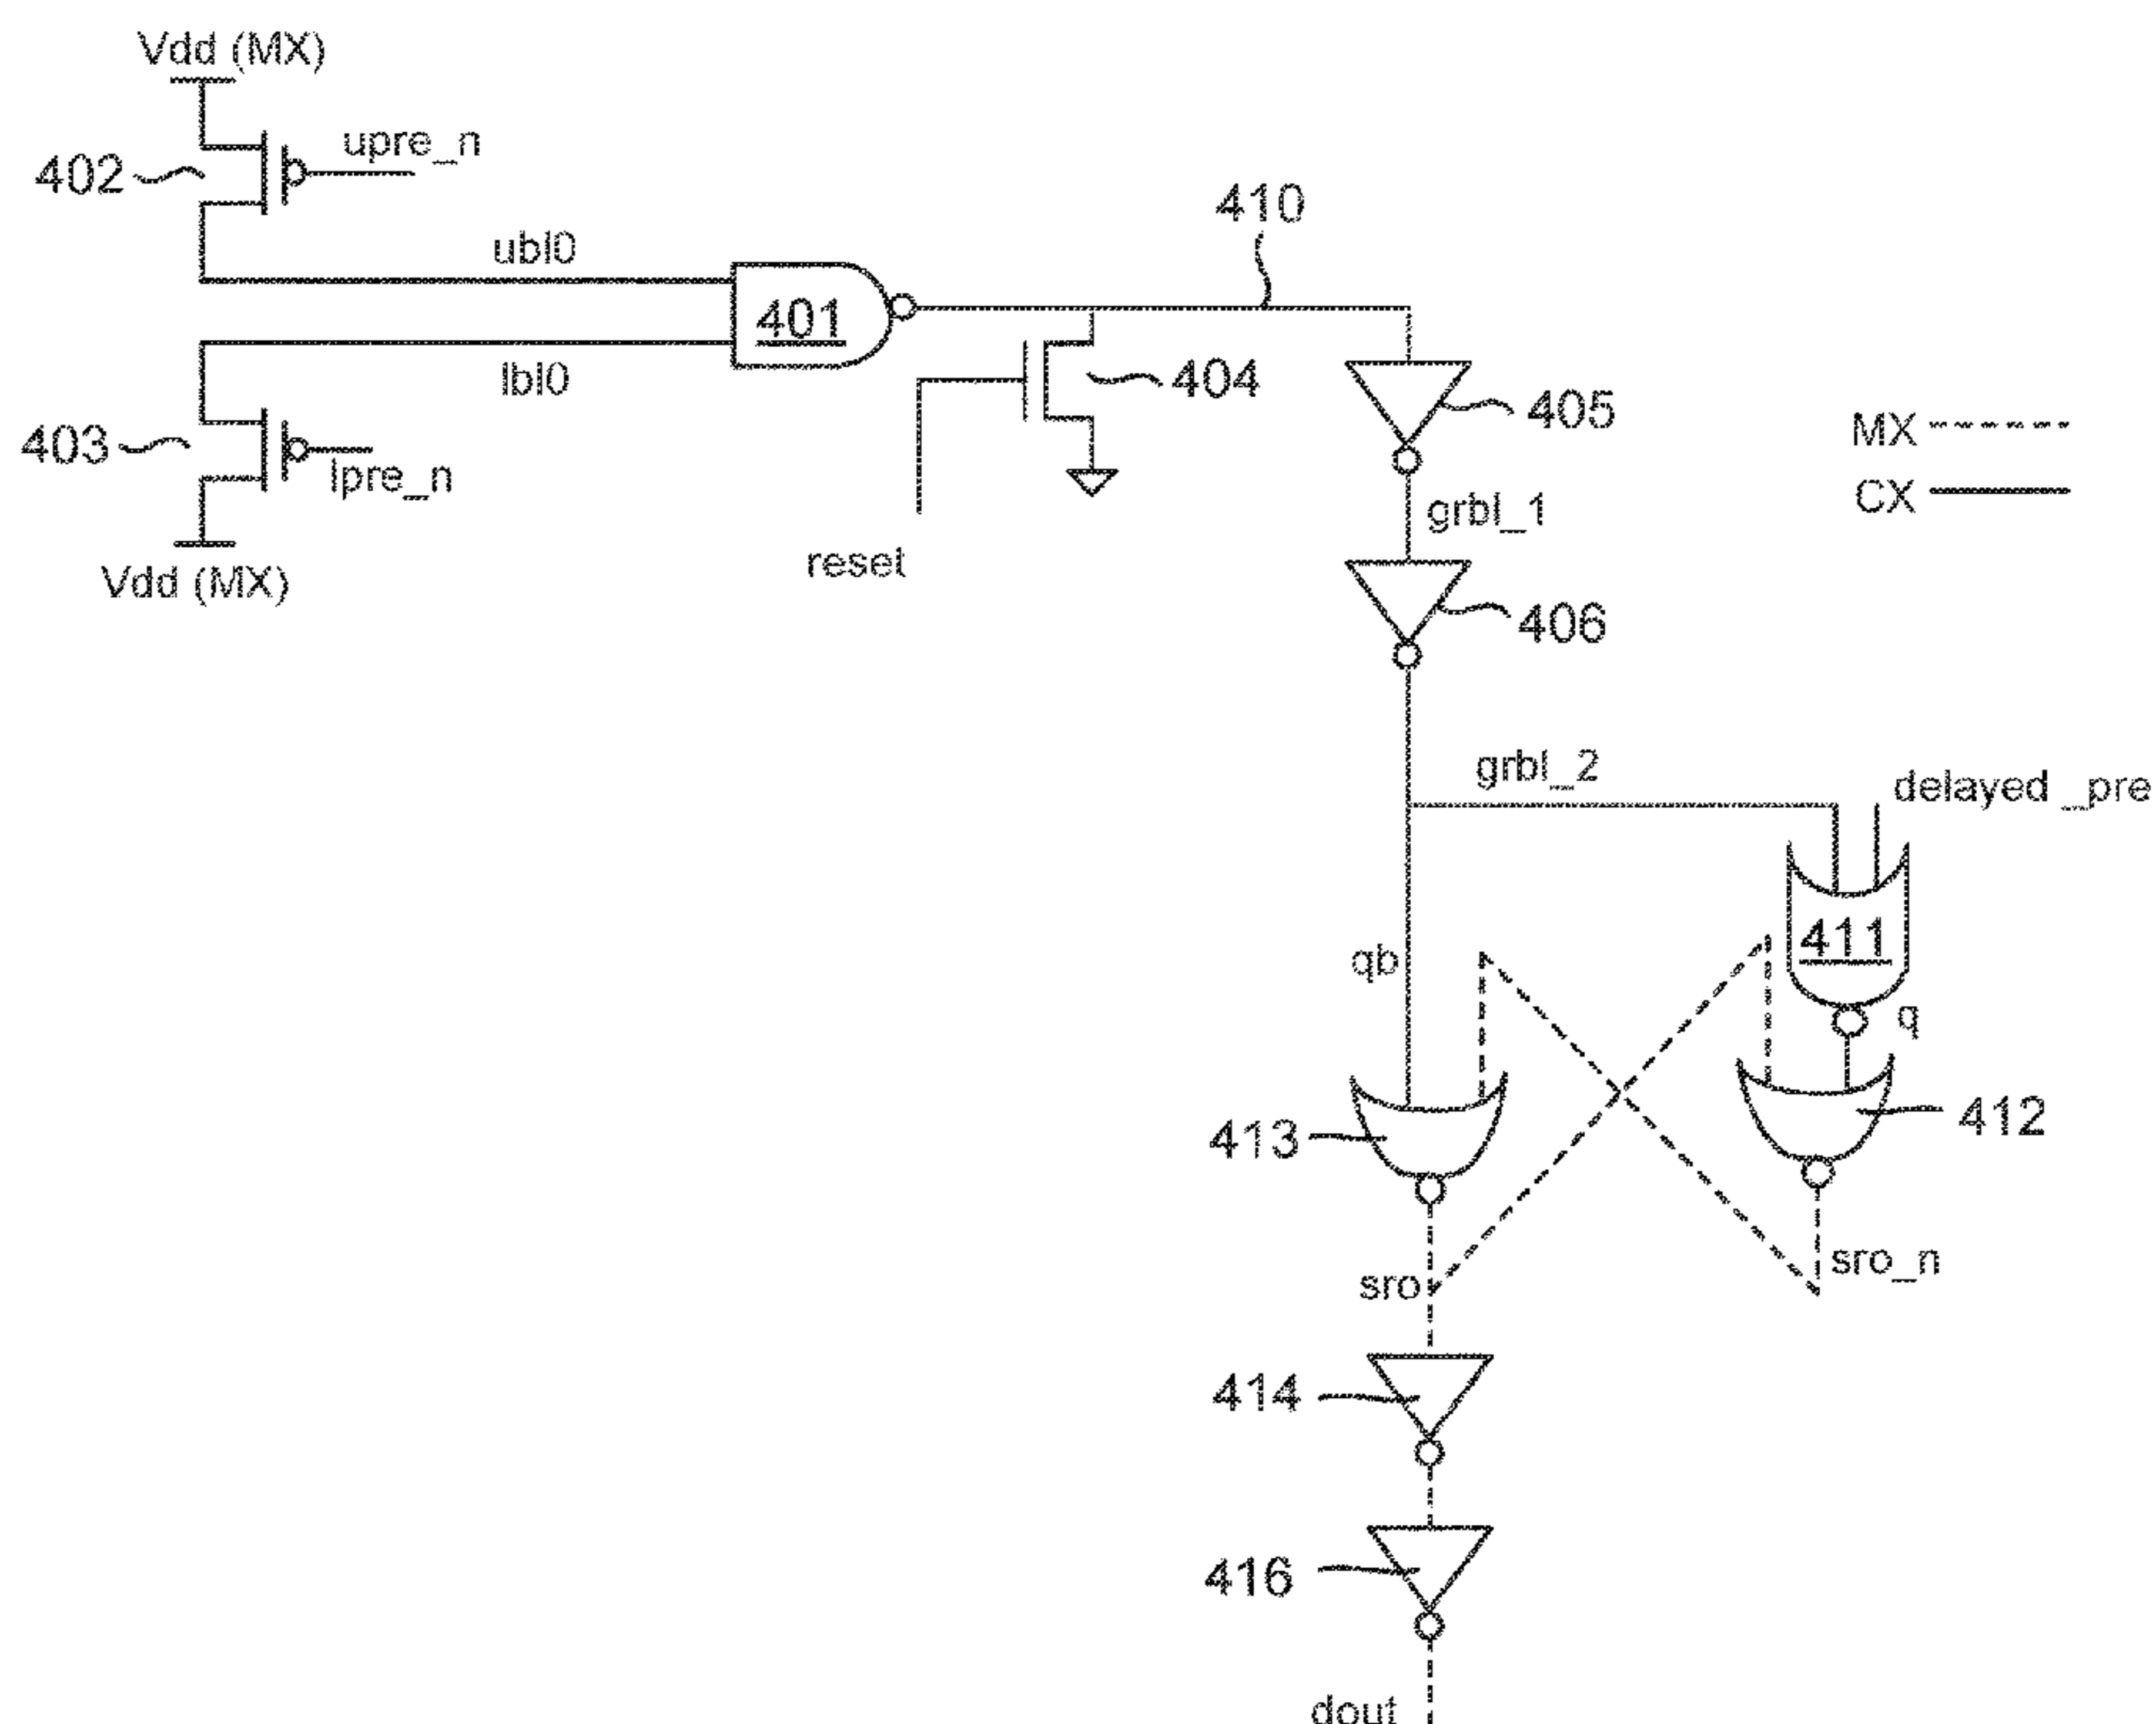 Vdd (MX)
upre_n
402
410
ubl0
401
lbl0
404
405
403
lpre_n
MX
CX
grbl_1
reset
Vdd (MX)
406
grbl_2
delayed _pre
411
qb
q
413
412
sro
sro_n
414
416
dout